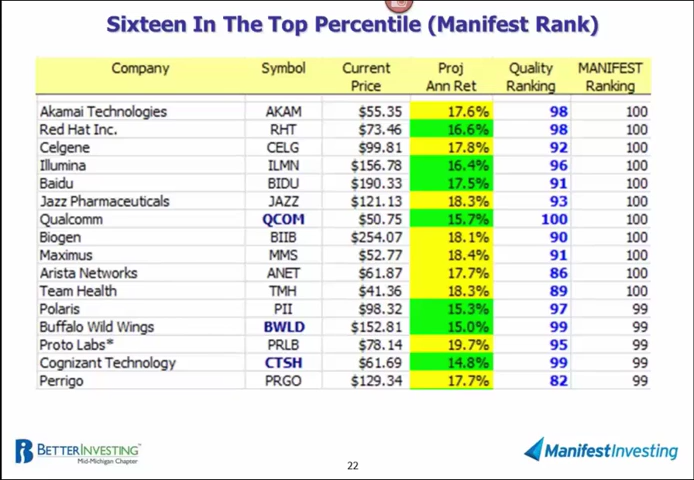 Sixteen In The Top Percentile (Manifest Rank)
Company Symbol Current Price Proj Ann Ret Quality Ranking MANIFEST Ranking
Akamai Technologies AKAM $55.35 17.6% 98 100
Red Hat Inc. RHT $73.46 16.6% 98 100
Celgene CELG $99.81 17.8% 92 100
Illumina ILMN $156.78 16.4% 96 100
Baidu BIDU $190.33 17.5% 91 100
Jazz Pharmaceuticals JAZZ $121.13 18.3% 93 100
Qualcomm QCOM $50.75 15.7% 100 100
Biogen BIIB $254.07 18.1% 90 100
Maximus MMS $52.77 18.4% 91 100
Arista Networks ANET $61.87 17.7% 86 100
Team Health TMH $41.36 18.3% 89 100
Polaris PII $98.32 15.3% 97 99
Buffalo Wild Wings BWLD $152.81 15.0% 99 99
Proto Labs* PRLB $78.14 19.7% 95 99
Cognizant Technology CTSH $61.69 14.8% 99 99
Perrigo PRGO $129.34 17.7% 82 99
BETTERINVESTING™
Mid-Michigan Chapter
22
ManifestInvesting